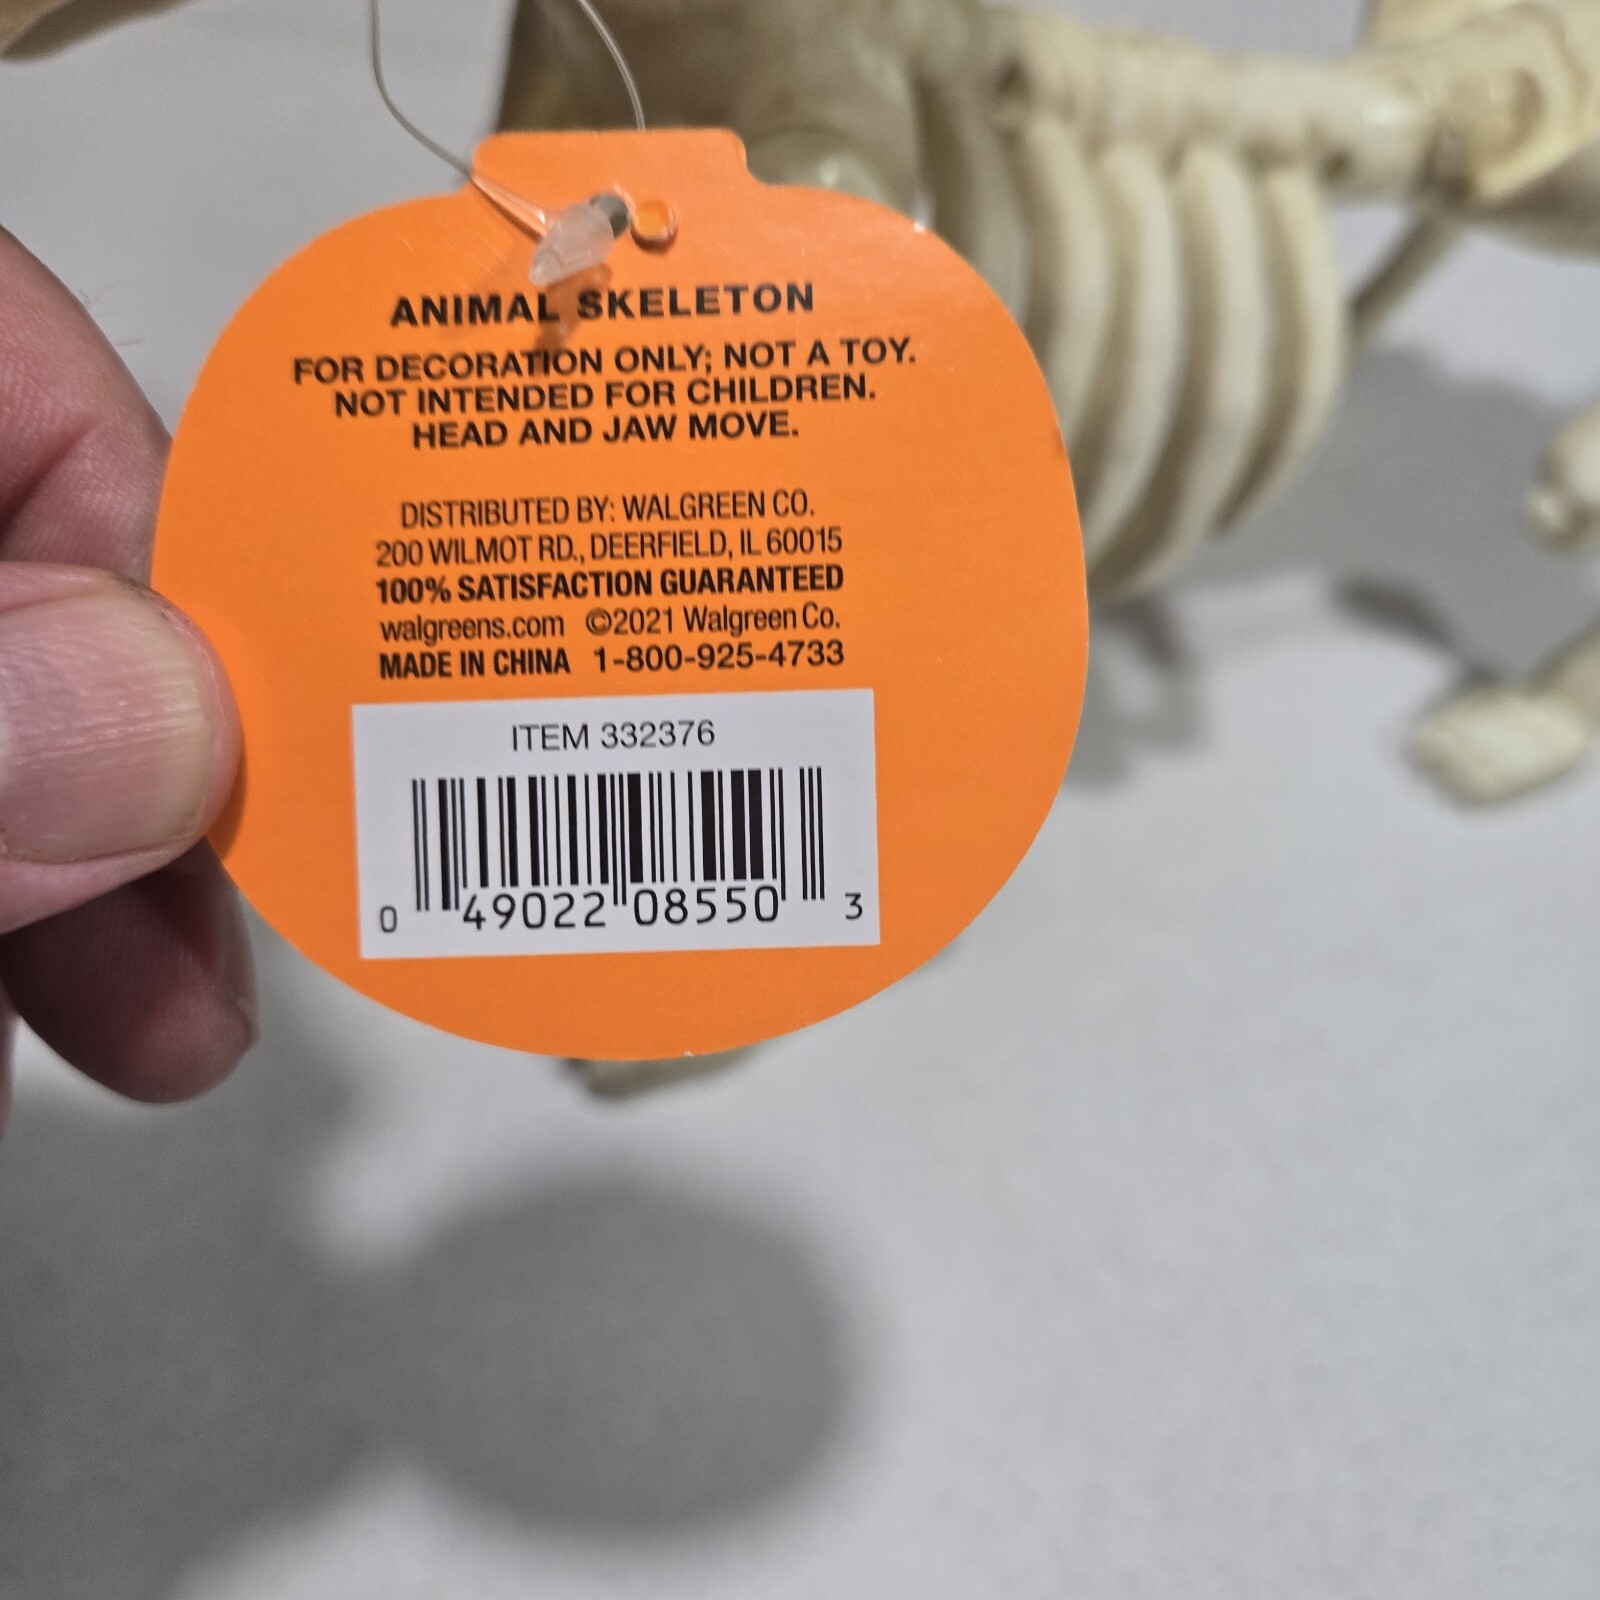 ANIMAL SKELETON
FOR DECORATION ONLY; NOT A TOY.
NOT INTENDED FOR CHILDREN.
HEAD AND JAW MOVE.
DISTRIBUTED BY: WALGREEN CO.
200 WILMOT RD., DEERFIELD, IL 60015
100% SATISFACTION GUARANTEED
walgreens.com ©2021 Walgreen Co.
MADE IN CHINA 1-800-925-4733
ITEM 332376
0 49022 08550 3